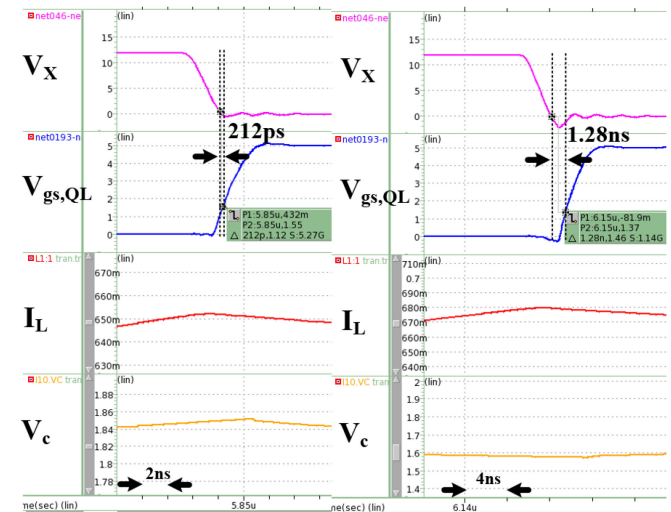 net046-ne
(lin)
V_X
15
10
5
0
net0193-n
(lin)
212ps
V_gs,QL
5
4
3
2
1
0
P1:5.85u,432m
P2:5.85u,1.55
△ 212p,1.12 S:5.27G
L1:1 tran.tr
(lin)
I_L
670m
660m
650m
640m
630m
I10.VC tran
(lin)
V_c
1.88
1.86
1.84
1.82
1.8
1.78
2ns
me(sec) (lin)
5.85u
net046-ne
(lin)
V_X
15
10
5
0
net0193-n
(lin)
1.28ns
V_gs,QL
5
4
3
2
1
0
P1:6.15u,-81.9m
P2:6.15u,1.37
△ 1.28n,1.46 S:1.14G
L1:1 tran.tr
(lin)
I_L
710m
0.7
690m
680m
670m
660m
650m
640m
I10.VC tran
(lin)
V_c
2
1.9
1.8
1.7
1.6
1.5
1.4
4ns
ne(sec) (lin)
6.14u